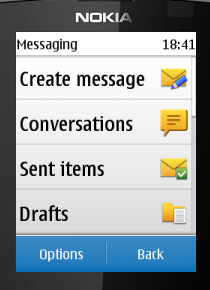 NOKIA
Messaging 18:41
Create message
Conversations
Sent items
Drafts
Options Back